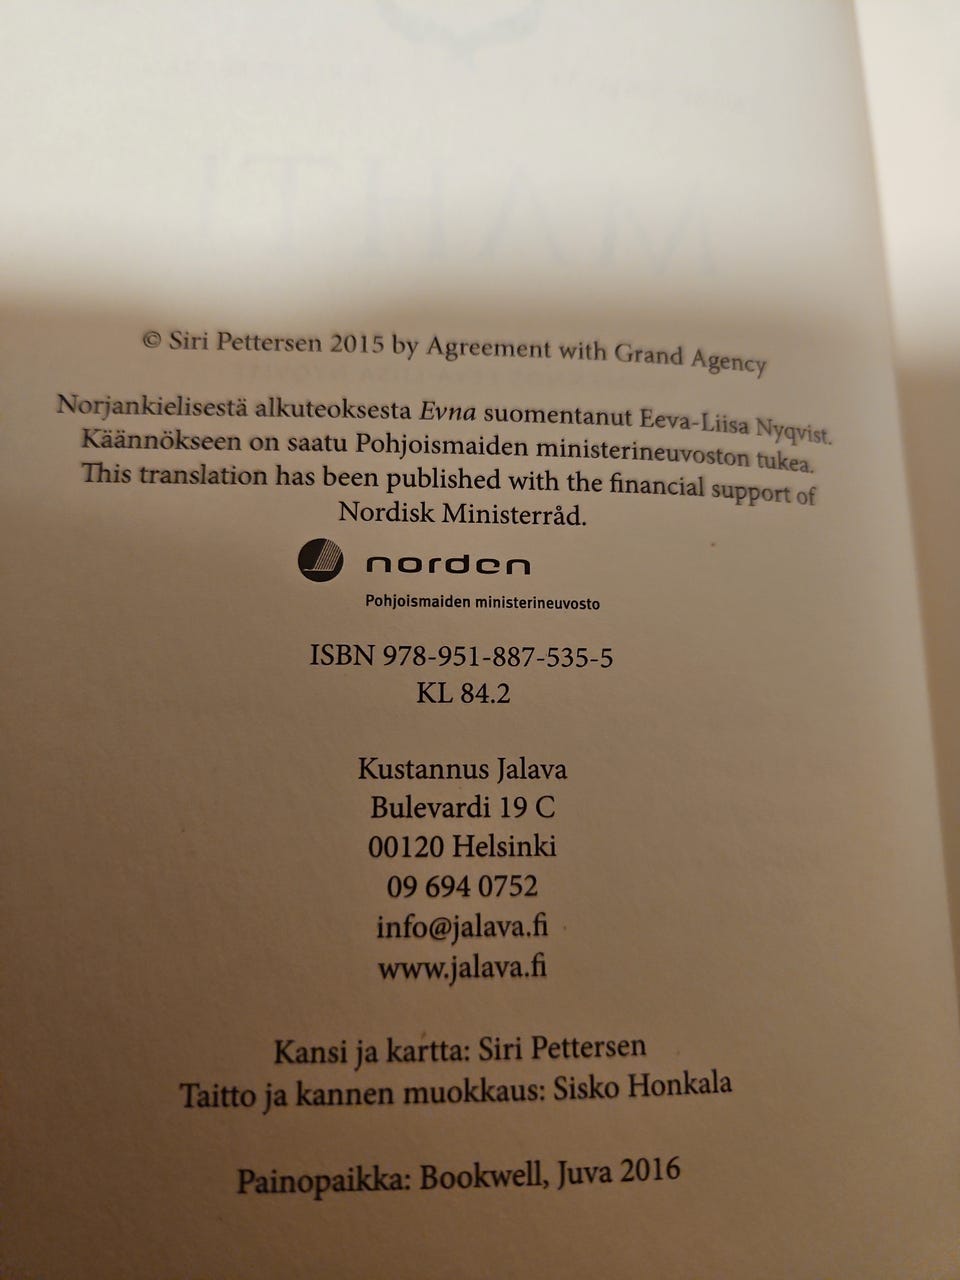 © Siri Pettersen 2015 by Agreement with Grand Agency
Norjankielisestä alkuteoksesta Evna suomentanut Eeva-Liisa Nyqvist.
Käännökseen on saatu Pohjoismaiden ministerineuvoston tukea.
This translation has been published with the financial support of
Nordisk Ministerråd.
norden
Pohjoismaiden ministerineuvosto
ISBN 978-951-887-535-5
KL 84.2
Kustannus Jalava
Bulevardi 19 C
00120 Helsinki
09 694 0752
info@jalava.fi
www.jalava.fi
Kansi ja kartta: Siri Pettersen
Taitto ja kannen muokkaus: Sisko Honkala
Painopaikka: Bookwell, Juva 2016